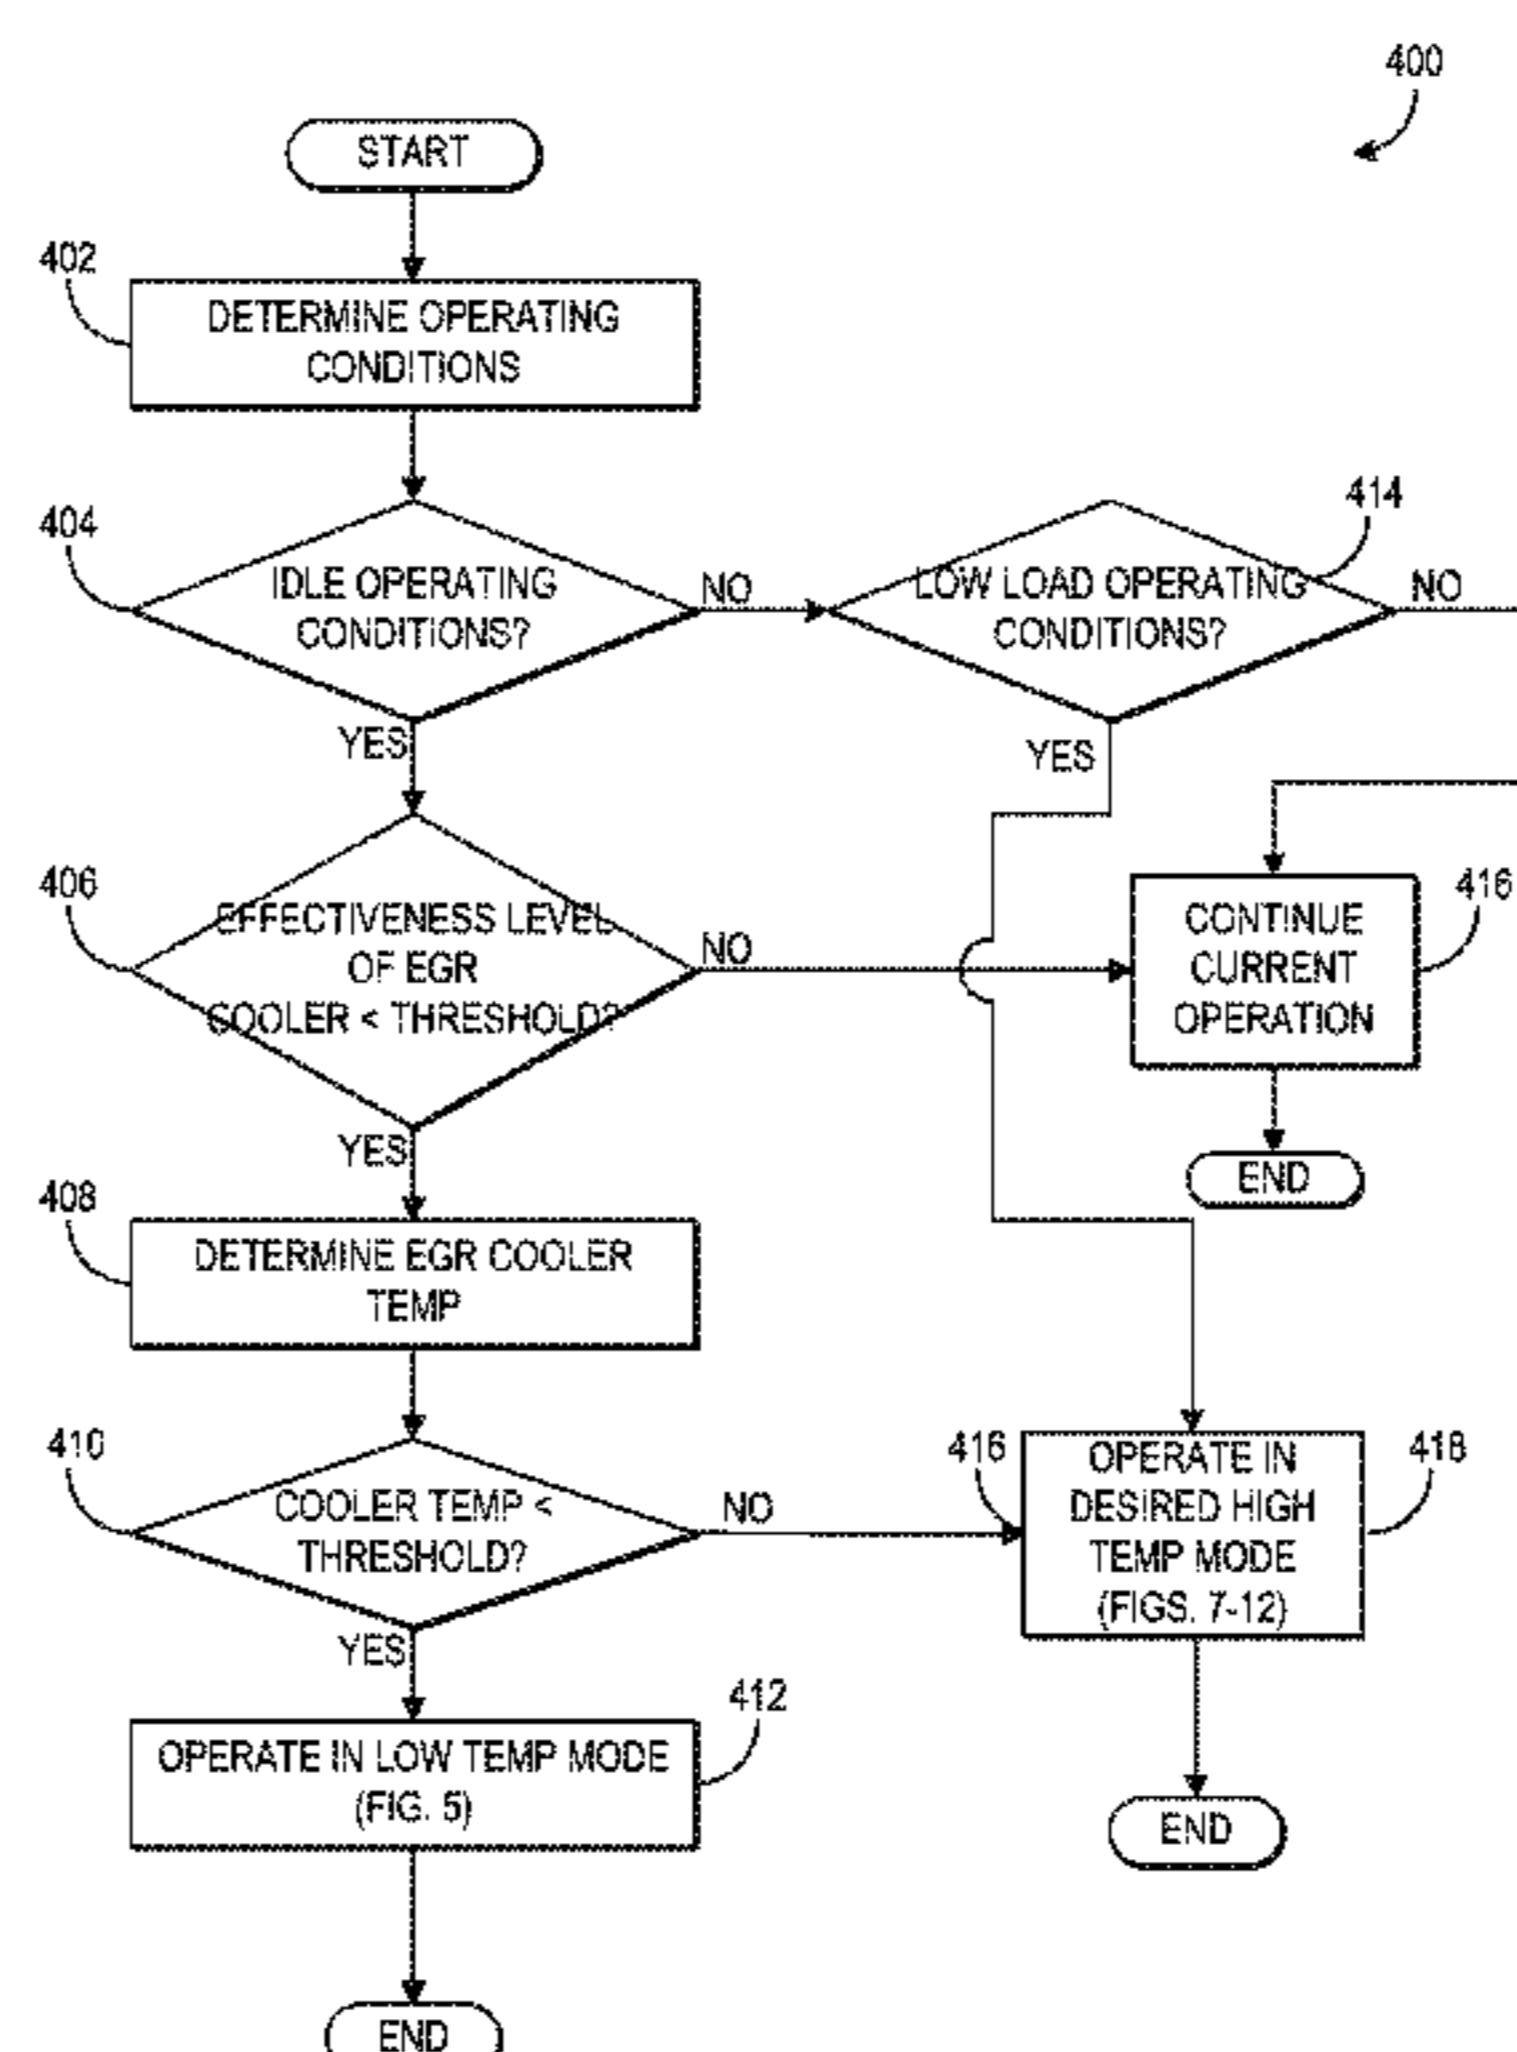 400
START
402
DETERMINE OPERATING
CONDITIONS
404
IDLE OPERATING
CONDITIONS?
NO
YES
414
LOW LOAD OPERATING
CONDITIONS?
NO
YES
406
EFFECTIVENESS LEVEL
OF EGR
COOLER < THRESHOLD?
NO
YES
416
CONTINUE
CURRENT
OPERATION
END
408
DETERMINE EGR COOLER
TEMP
410
COOLER TEMP <
THRESHOLD?
NO
YES
416
OPERATE IN
DESIRED HIGH
TEMP MODE
(FIGS. 7-12)
418
END
412
OPERATE IN LOW TEMP MODE
(FIG. 5)
END